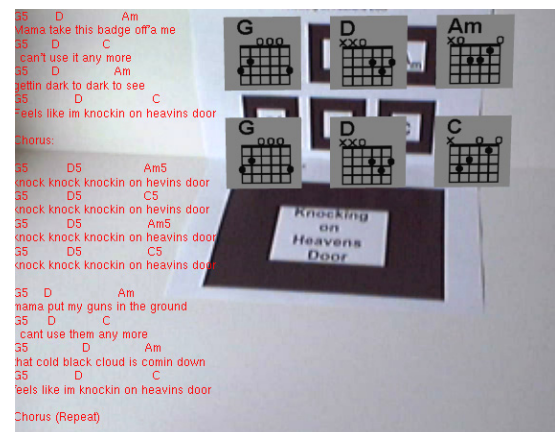 G5 D Am
Mama take this badge off'a me
G5 D C
can't use it any more
G5 D Am
gettin dark to dark to see
G5 D C
Feels like im knockin on heavins door
Chorus:
G5 D5 Am5
knock knock knockin on hevins door
G5 D5 C5
knock knock knockin on hevins door
G5 D5 Am5
knock knock knockin on heavins door
G5 D5 C5
knock knock knockin on heavins door
G5 D Am
mama put my guns in the ground
G5 D C
cant use them any more
G5 D Am
that cold black cloud is comin down
G5 D C
feels like im knockin on heavins door
Chorus (Repeat)
G D Am
m
G D C
Knocking
on
Heavens
Door